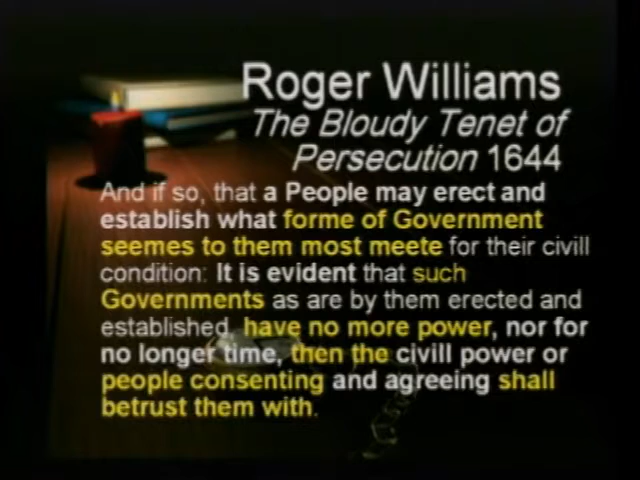 Roger Williams
The Bloudy Tenet of
Persecution 1644
And if so, that a People may erect and
establish what forme of Government
seemes to them most meete for their civill
condition: It is evident that such
Governments as are by them erected and
established, have no more power, nor for
no longer time, then the civill power or
people consenting and agreeing shall
betrust them with.